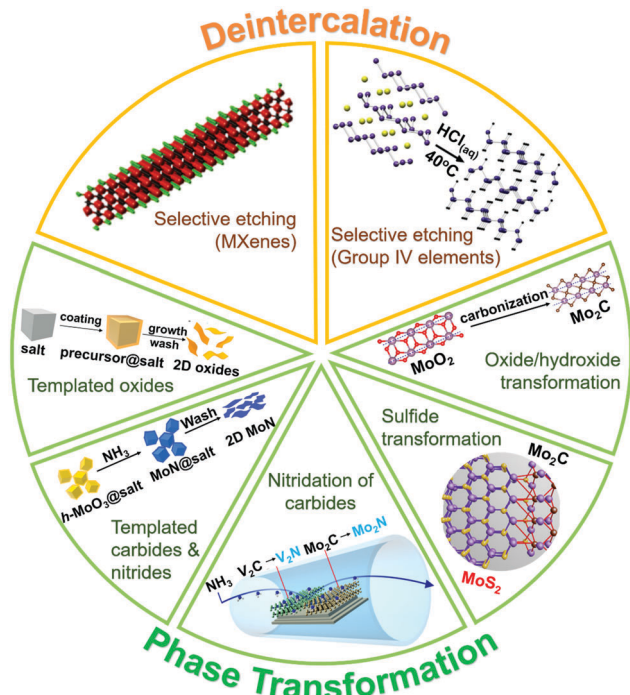 Deintercalation
Selective etching
(MXenes)
HCl(aq)
40ºC
Selective etching
(Group IV elements)
coating
growth
wash
salt
precursor@salt
2D oxides
Templated oxides
carbonization
MoO2
Mo2C
Oxide/hydroxide
transformation
NH3
Wash
h-MoO3@salt
MoN@salt
2D MoN
Templated
carbides &
nitrides
Nitridation of
carbides
NH3
V2C→V2N
Mo2C→Mo2N
Sulfide
transformation
Mo2C
MoS2
Phase Transformation